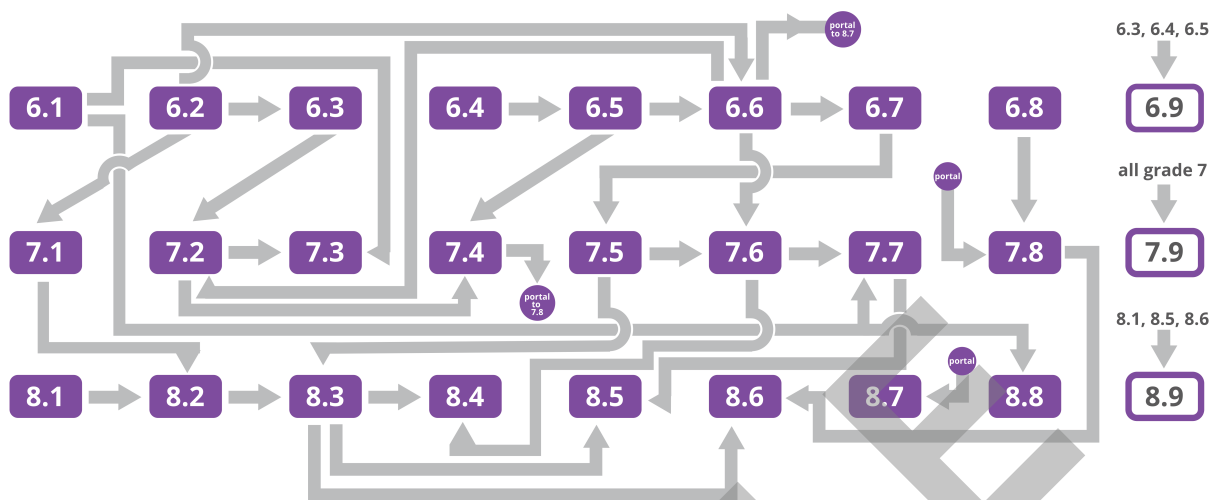 portal
to 8.7
6.3, 6.4, 6.5
6.1 6.2 6.3 6.4 6.5 6.6 6.7 6.8 6.9
all grade 7
portal
7.1 7.2 7.3 7.4 7.5 7.6 7.7 7.8 7.9
portal
to
7.8
8.1, 8.5, 8.6
portal
8.1 8.2 8.3 8.4 8.5 8.6 8.7 8.8 8.9